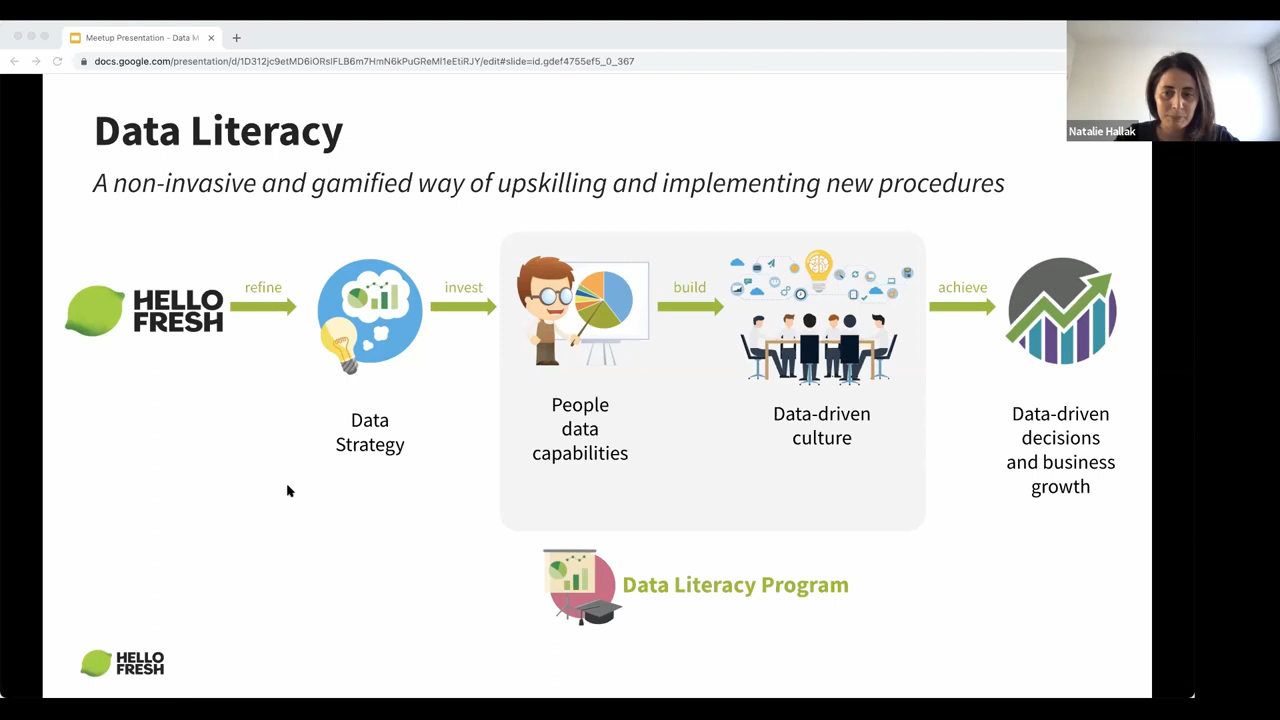 Meetup Presentation - Data M
docs.google.com/presentation/d/1D312jc9etMD6iORsIFLB6m7HmN6kPuGReMl1eEtiRJY/edit#slide=id.gdef4755ef5_0_367
Natalie Hallak
Data Literacy
A non-invasive and gamified way of upskilling and implementing new procedures
HELLO
FRESH
refine
invest
build
achieve
Data
Strategy
People
data
capabilities
Data-driven
culture
Data-driven
decisions
and business
growth
Data Literacy Program
HELLO
FRESH